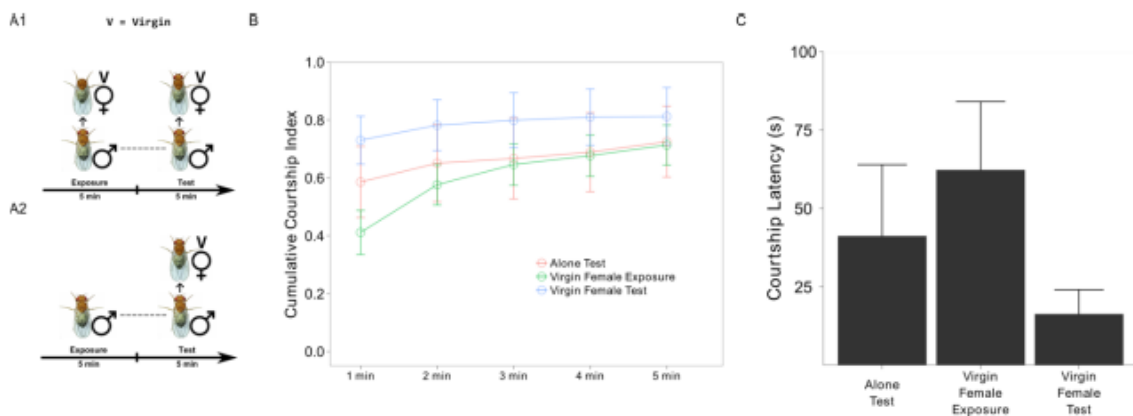 A1
V = Virgin
V
♀
V
♀
♂
♂
Exposure
Test
5 min
5 min
A2
V
♀
♂
♂
Exposure
Test
5 min
5 min
B
Cumulative Courtship Index
1.0
0.8
0.6
0.4
0.2
0.0
Alone Test
Virgin Female Exposure
Virgin Female Test
1 min
2 min
3 min
4 min
5 min
C
Courtship Latency (s)
100
75
50
25
Alone
Test
Virgin
Female
Exposure
Virgin
Female
Test